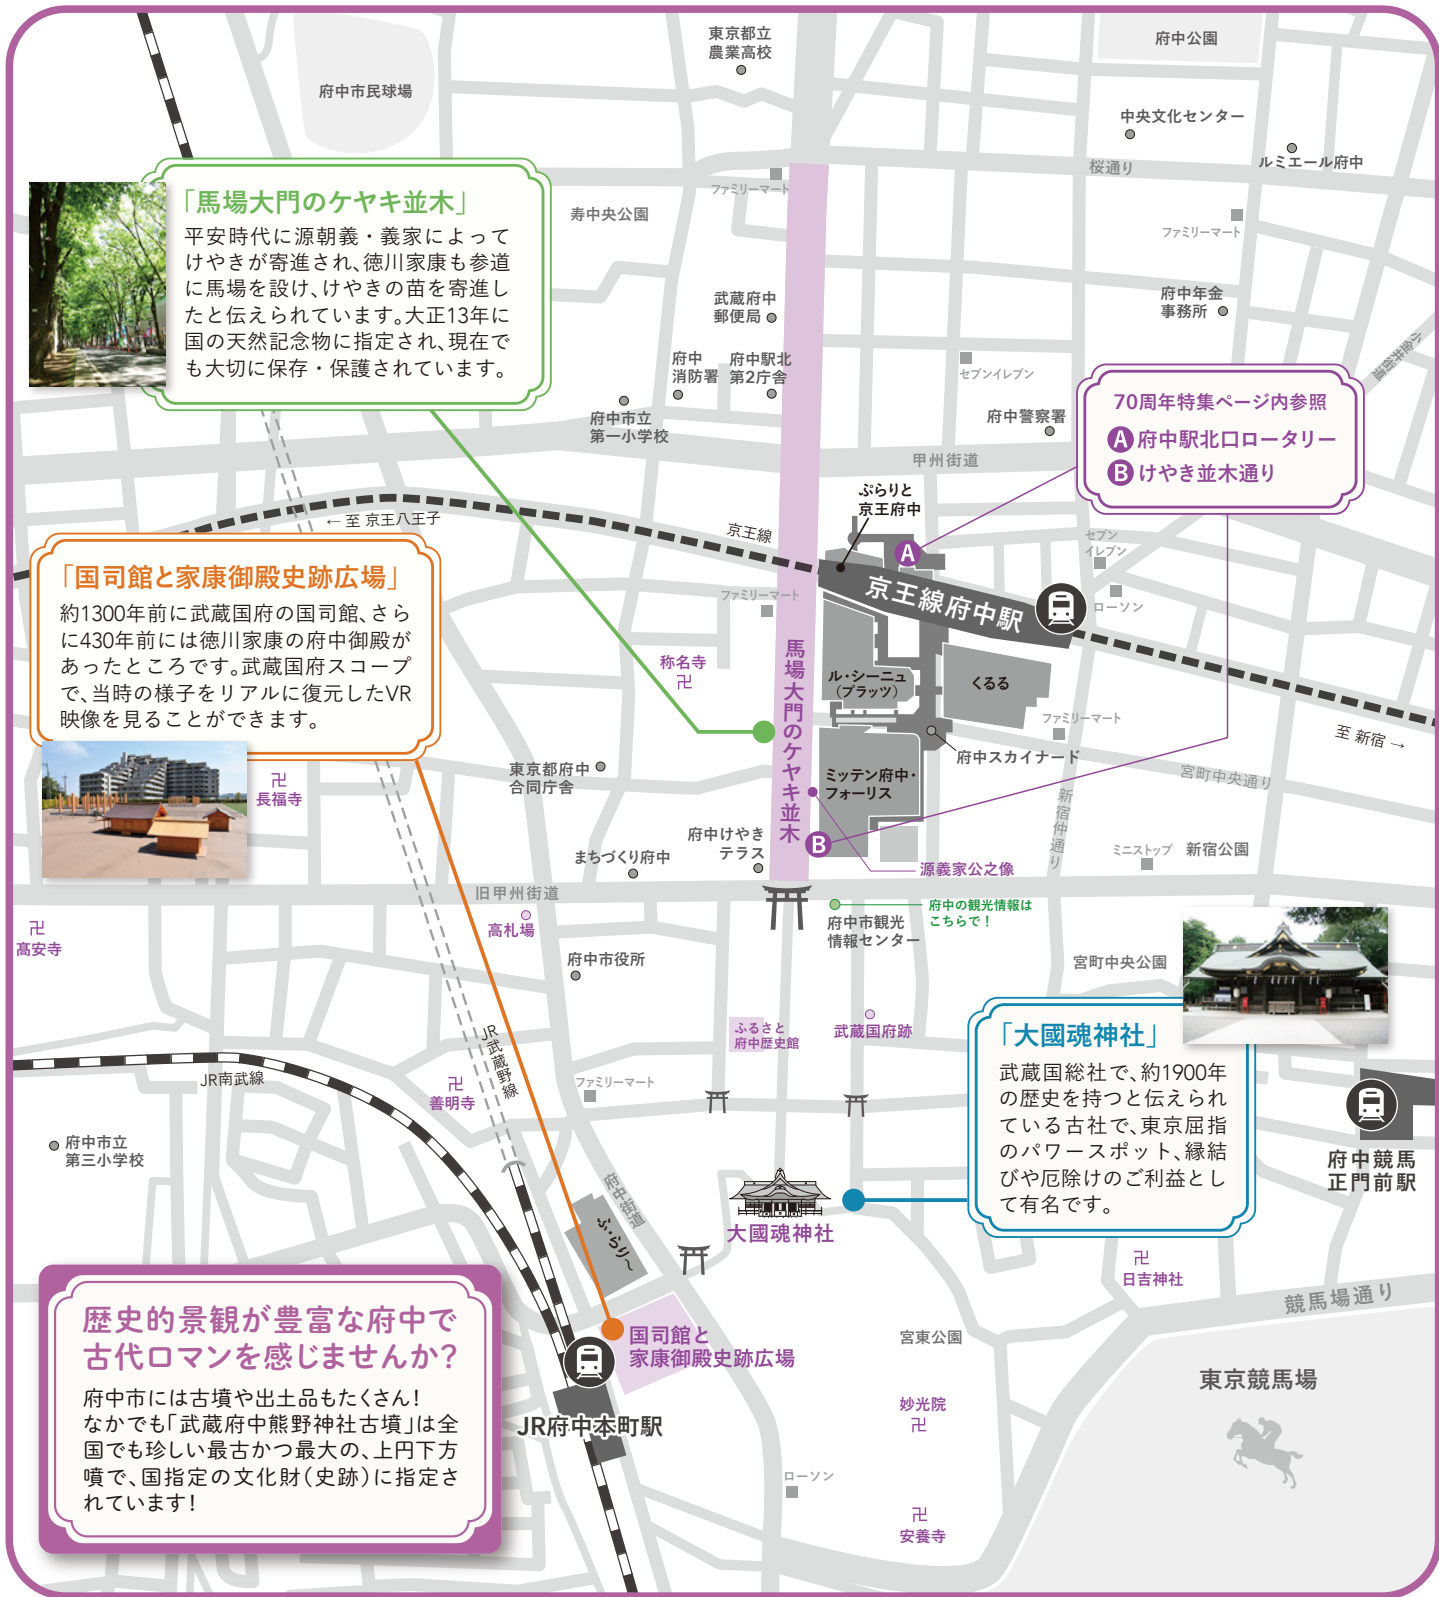 東京都立
農業高校
府中公園
府中市民球場
中央文化センター
ルミエール府中
桜通り
ファミリーマート
寿中央公園
ファミリーマート
「馬場大門のケヤキ並木」
平安時代に源朝義・義家によって
けやきが寄進され、徳川家康も参道
に馬場を設け、けやきの苗を寄進し
たと伝えられています。大正13年に
国の天然記念物に指定され、現在で
も大切に保存・保護されています。
武蔵府中
郵便局
府中年金
事務所
小金井街道
府中
消防署
府中駅北
第2庁舎
セブンイレブン
府中市立
第一小学校
府中警察署
70周年特集ページ内参照
A 府中駅北口ロータリー
B けやき並木通り
甲州街道
ぷらりと
京王府中
← 至 京王八王子
京王線
A
セブン
イレブン
京王線府中駅
ローソン
ファミリーマート
「国司館と家康御殿史跡広場」
約1300年前に武蔵国府の国司館、さら
に430年前には徳川家康の府中御殿が
あったところです。武蔵国府スコープ
で、当時の様子をリアルに復元したVR
映像を見ることができます。
称名寺
馬場大門のケヤキ並木
ル・シーニュ
(プラッツ)
くるる
ファミリーマート
至 新宿 →
府中スカイナード
東京都府中
合同庁舎
長福寺
ミッテン府中・
フォーリス
宮町中央通り
新宿仲通り
府中けやき
テラス
B
まちづくり府中
ミニストップ
新宿公園
源義家公之像
旧甲州街道
高札場
府中市観光
情報センター
府中の観光情報は
こちらで！
髙安寺
府中市役所
宮町中央公園
ふるさと
府中歴史館
武蔵国府跡
「大國魂神社」
武蔵国総社で、約1900年
の歴史を持つと伝えられ
ている古社で、東京屈指
のパワースポット、縁結
びや厄除けのご利益とし
て有名です。
JR武蔵野線
JR南武線
善明寺
ファミリーマート
府中市立
第三小学校
府中競馬
正門前駅
府中街道
ふ・らり〜
大國魂神社
日吉神社
競馬場通り
歴史的景観が豊富な府中で
古代ロマンを感じませんか？
府中市には古墳や出土品もたくさん！
なかでも「武蔵府中熊野神社古墳」は全
国でも珍しい最古かつ最大の、上円下方
墳で、国指定の文化財（史跡）に指定さ
れています！
国司館と
家康御殿史跡広場
宮東公園
東京競馬場
妙光院
JR府中本町駅
ローソン
安養寺